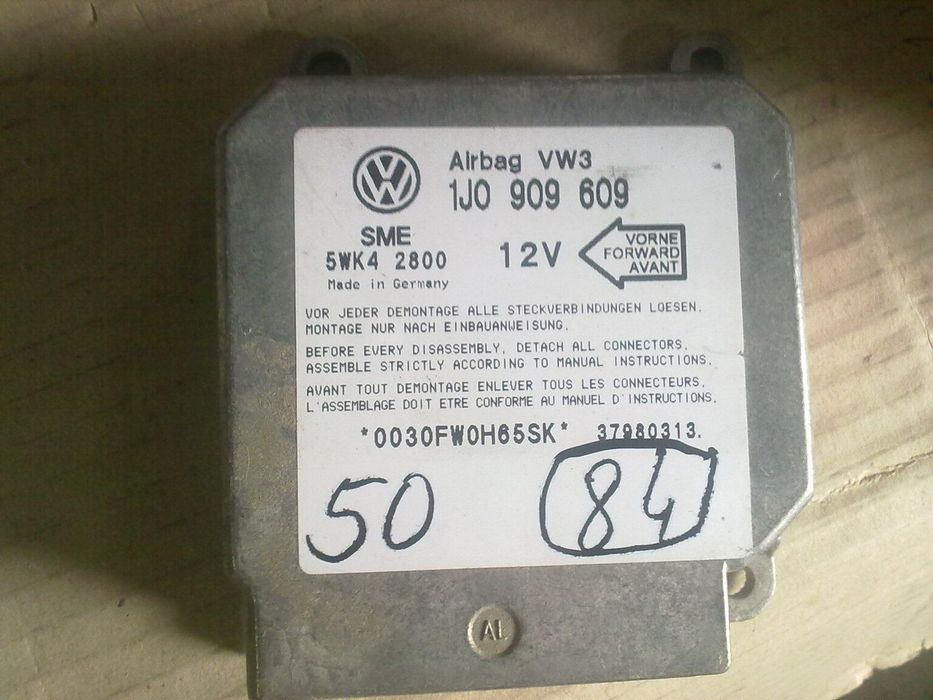 Airbag VW3
1J0 909 609
SME
5WK4 2800
Made in Germany
12V
VORNE
FORWARD
AVANT
VOR JEDER DEMONTAGE ALLE STECKVERBINDUNGEN LOESEN.
MONTAGE NUR NACH EINBAUANWEISUNG.
BEFORE EVERY DISASSEMBLY, DETACH ALL CONNECTORS.
ASSEMBLE STRICTLY ACCORDING TO MANUAL INSTRUCTIONS.
AVANT TOUT DEMONTAGE ENLEVER TOUS LES CONNECTEURS.
L'ASSEMBLAGE DOIT ETRE CONFORME AU MANUEL D'INSTRUCTIONS.
*0030FW0H65SK* 37980313.
50 84
AL